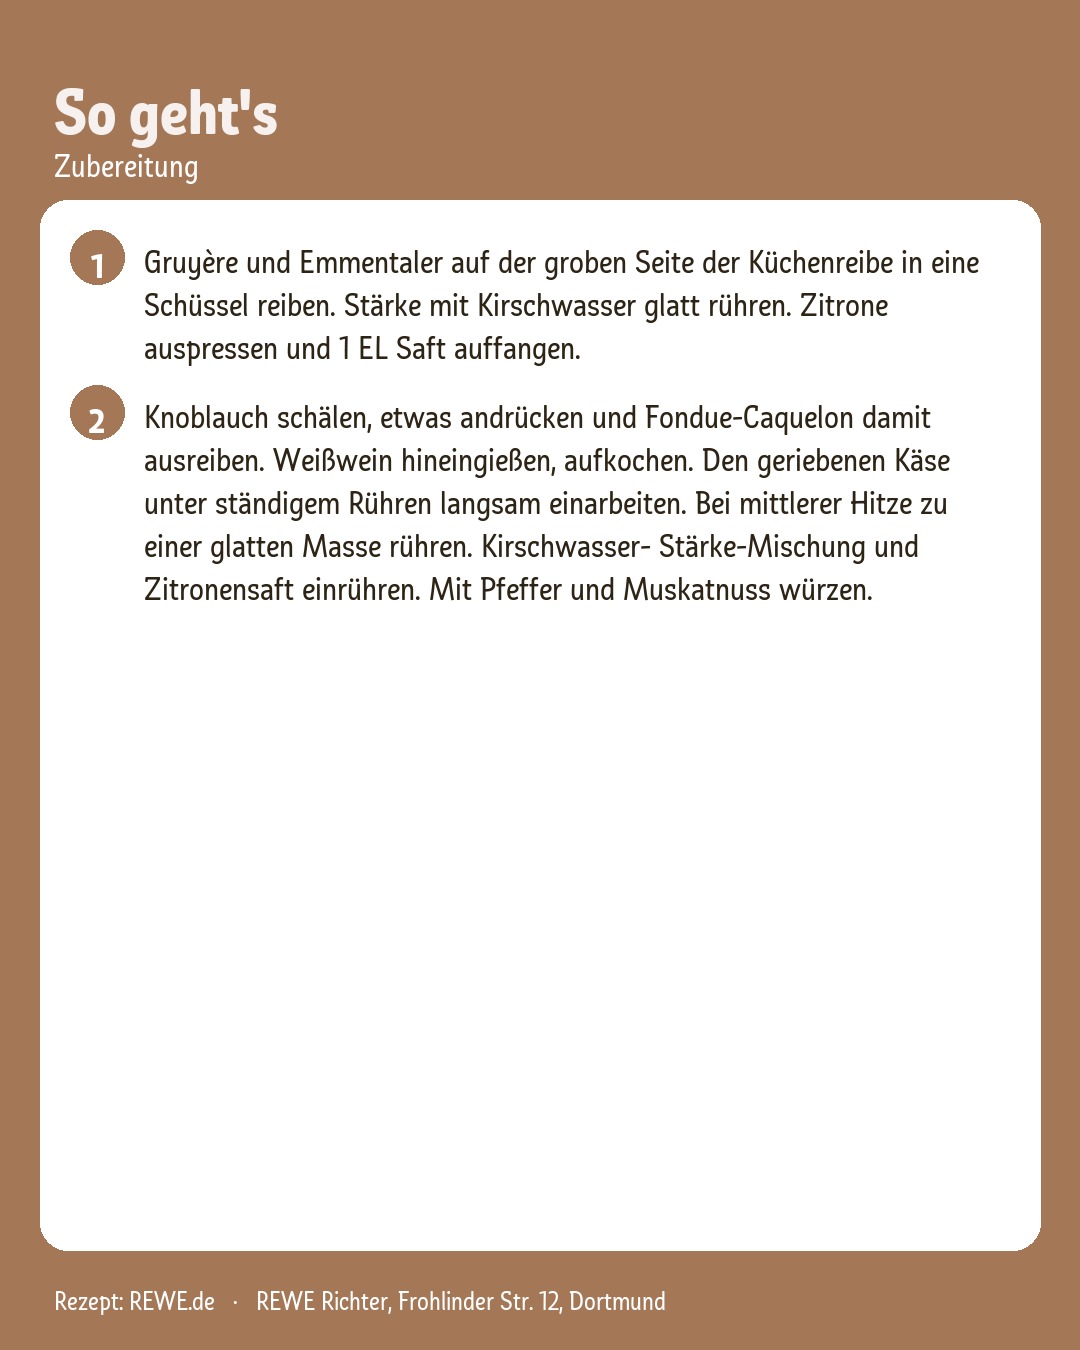 So geht's
Zubereitung
1 Gruyère und Emmentaler auf der groben Seite der Küchenreibe in eine
Schüssel reiben. Stärke mit Kirschwasser glatt rühren. Zitrone
auspressen und 1 EL Saft auffangen.
2 Knoblauch schälen, etwas andrücken und Fondue-Caquelon damit
ausreiben. Weißwein hineingießen, aufkochen. Den geriebenen Käse
unter ständigem Rühren langsam einarbeiten. Bei mittlerer Hitze zu
einer glatten Masse rühren. Kirschwasser- Stärke-Mischung und
Zitronensaft einrühren. Mit Pfeffer und Muskatnuss würzen.
Rezept: REWE.de · REWE Richter, Frohlinder Str. 12, Dortmund